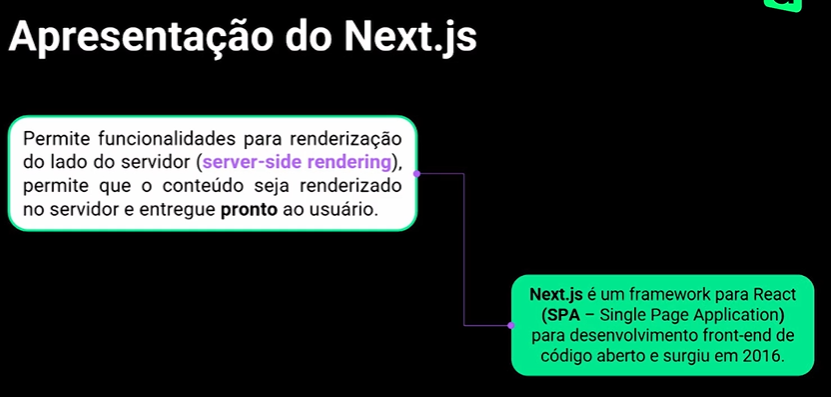 Apresentação do Next.js
Permite funcionalidades para renderização
do lado do servidor (server-side rendering),
permite que o conteúdo seja renderizado
no servidor e entregue pronto ao usuário.
Next.js é um framework para React
(SPA – Single Page Application)
para desenvolvimento front-end de
código aberto e surgiu em 2016.